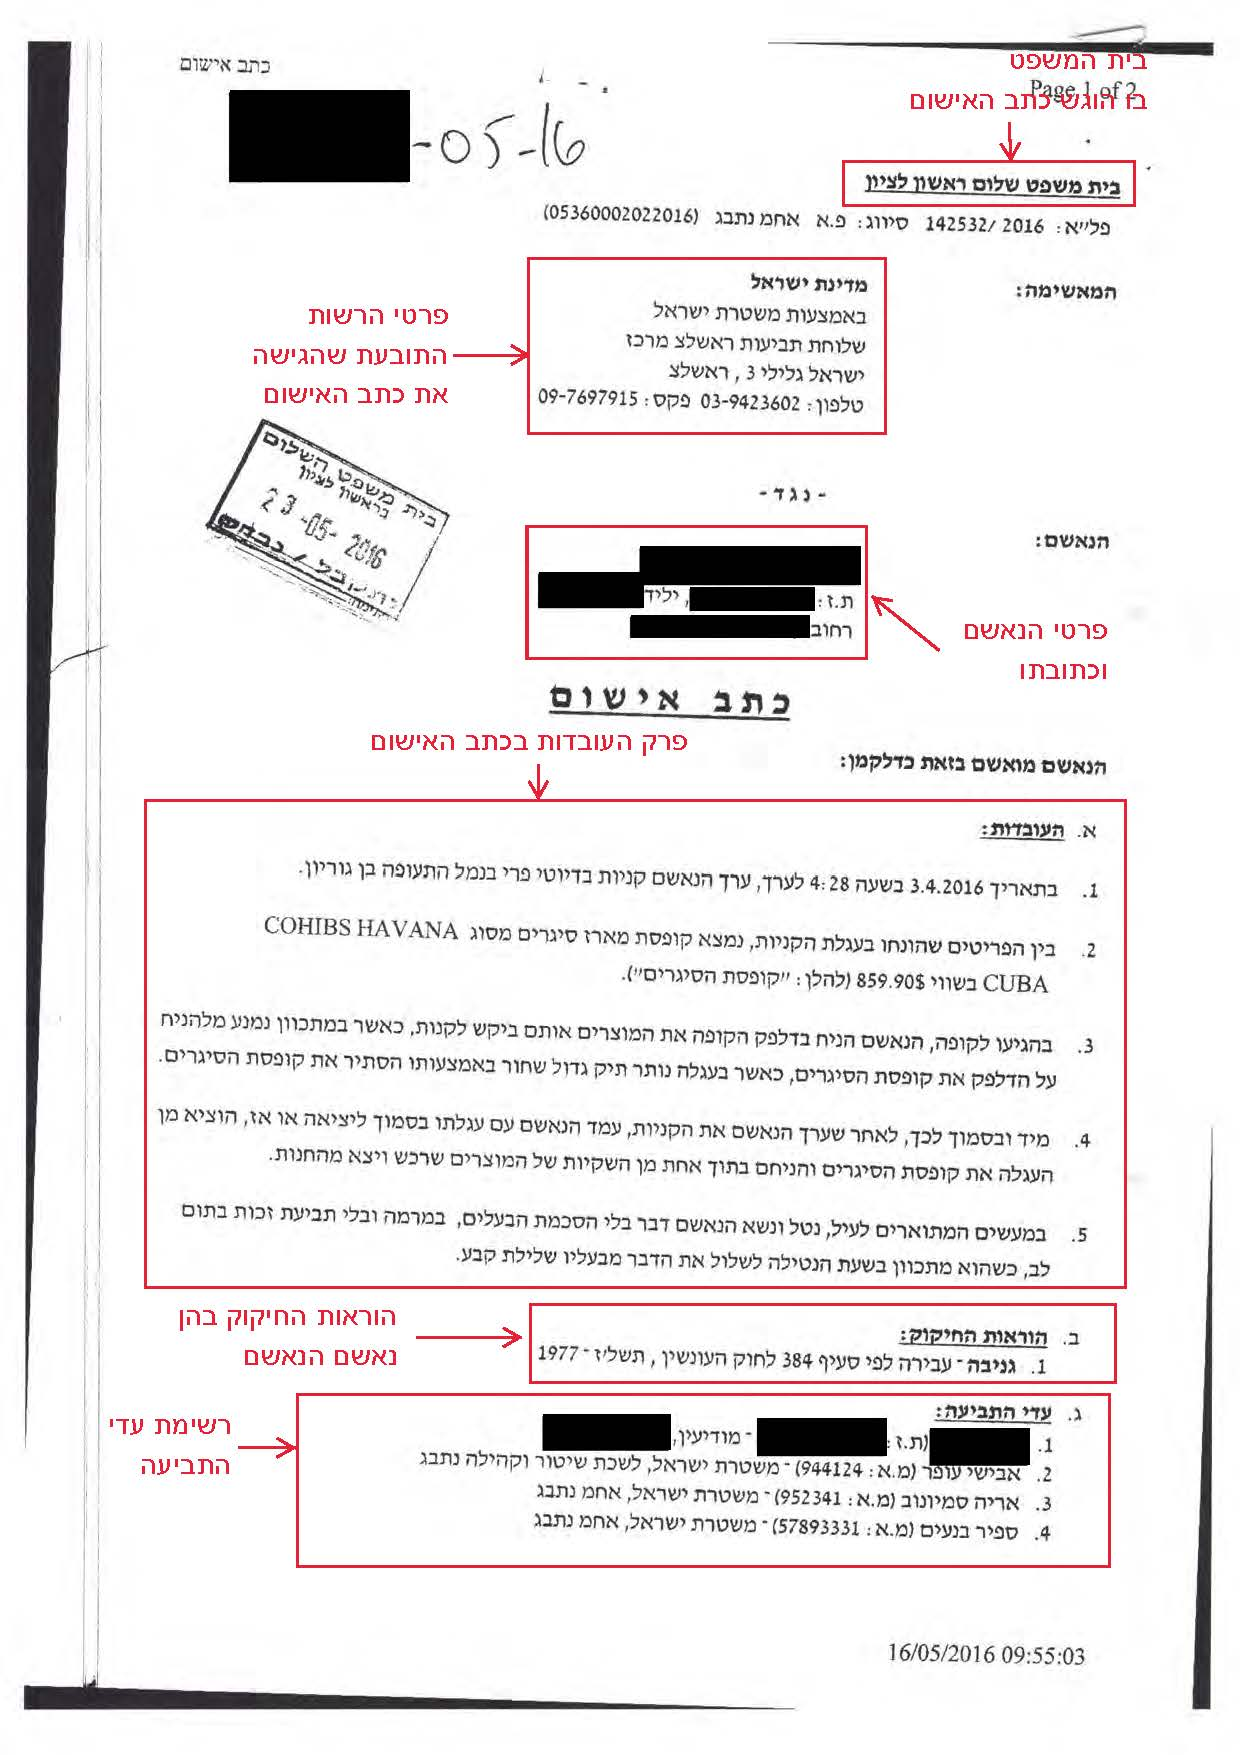 כתב אישום
Page 1 of 2
בית המשפט
בו הוגש כתב האישום
-05-16
בית משפט שלום ראשון לציון
פל״א: 142532/ 2016 סיווג: פ.א אחמ נתבג (05360002022016)
המאשימה:
מדינת ישראל
באמצעות משטרת ישראל
שלוחת תביעות ראשלצ מרכז
ישראל גלילי 3, ראשלצ
טלפון: 03-9423602 פקס: 09-7697915
פרטי הרשות
התובעת שהגישה
את כתב האישום
בית משפט השלום
בראשון לציון
23 -05- 2016
-נגד-
הנאשם:
ת.ז:, יליד
רחוב
פרטי הנאשם
וכתובתו
כתב אישום
פרק העובדות בכתב האישום
הנאשם מואשם בזאת כדלקמן:
א. העובדות:
1. בתאריך 3.4.2016 בשעה 4:28 לערך, ערך הנאשם קניות בדיוטי פרי בנמל התעופה בן גוריון.
2. בין הפריטים שהונחו בעגלת הקניות, נמצא קופסת מארז סיגרים מסוג COHIBS HAVANA
CUBA בשווי 859.90$ (להלן: ״קופסת הסיגרים״).
3. בהגיעו לקופה, הנאשם הניח בדלפק הקופה את המוצרים אותם ביקש לקנות, כאשר במתכוון נמנע מלהניח
על הדלפק את קופסת הסיגרים, כאשר בעגלה נותר תיק גדול שחור באמצעותו הסתיר את קופסת הסיגרים.
4. מיד ובסמוך לכך, לאחר שערך הנאשם את הקניות, עמד הנאשם עם עגלתו בסמוך ליציאה או אז, הוציא מן
העגלה את קופסת הסיגרים והניחם בתוך אחת מן השקיות של המוצרים שרכש ויצא מהחנות.
5. במעשים המתוארים לעיל, נטל ונשא הנאשם דבר בלי הסכמת הבעלים, במרמה ובלי תביעת זכות בתום
לב, כשהוא מתכוון בשעת הנטילה לשלול את הדבר מבעליו שלילת קבע.
הוראות החיקוק בהן
נאשם הנאשם
ב. הוראות החיקוק:
1. גניבה - עבירה לפי סעיף 384 לחוק העונשין, תשל״ז - 1977
רשימת עדי
התביעה
ג. עדי התביעה:
1. (ת.ז: - מודיעין,
2. אבישי עופר (מ.א: 944124) - משטרת ישראל, לשכת שיטור וקהילה נתבג
3. אריה סמיונוב (מ.א: 952341) - משטרת ישראל, אחמ נתבג
4. ספיר בנעים (מ.א: 57893331) - משטרת ישראל, אחמ נתבג
16/05/2016 09:55:03